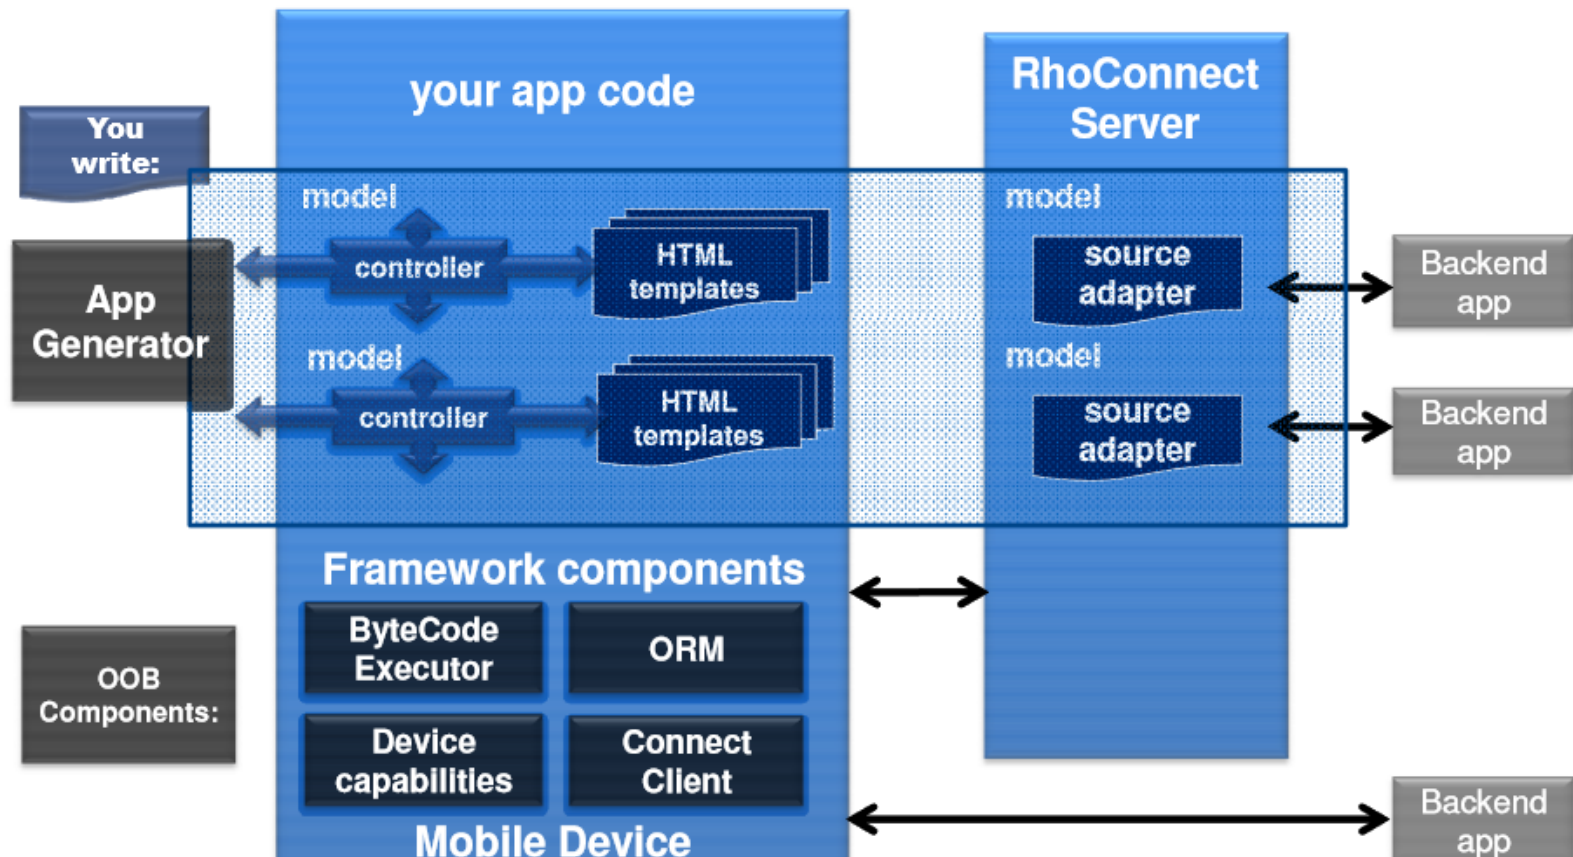 your app code
RhoConnect
Server
You
write:
model
controller
HTML
templates
model
controller
HTML
templates
App
Generator
model
source
adapter
model
source
adapter
Backend
app
Backend
app
Framework components
ByteCode
Executor
ORM
Device
capabilities
Connect
Client
Mobile Device
OOB
Components:
Backend
app